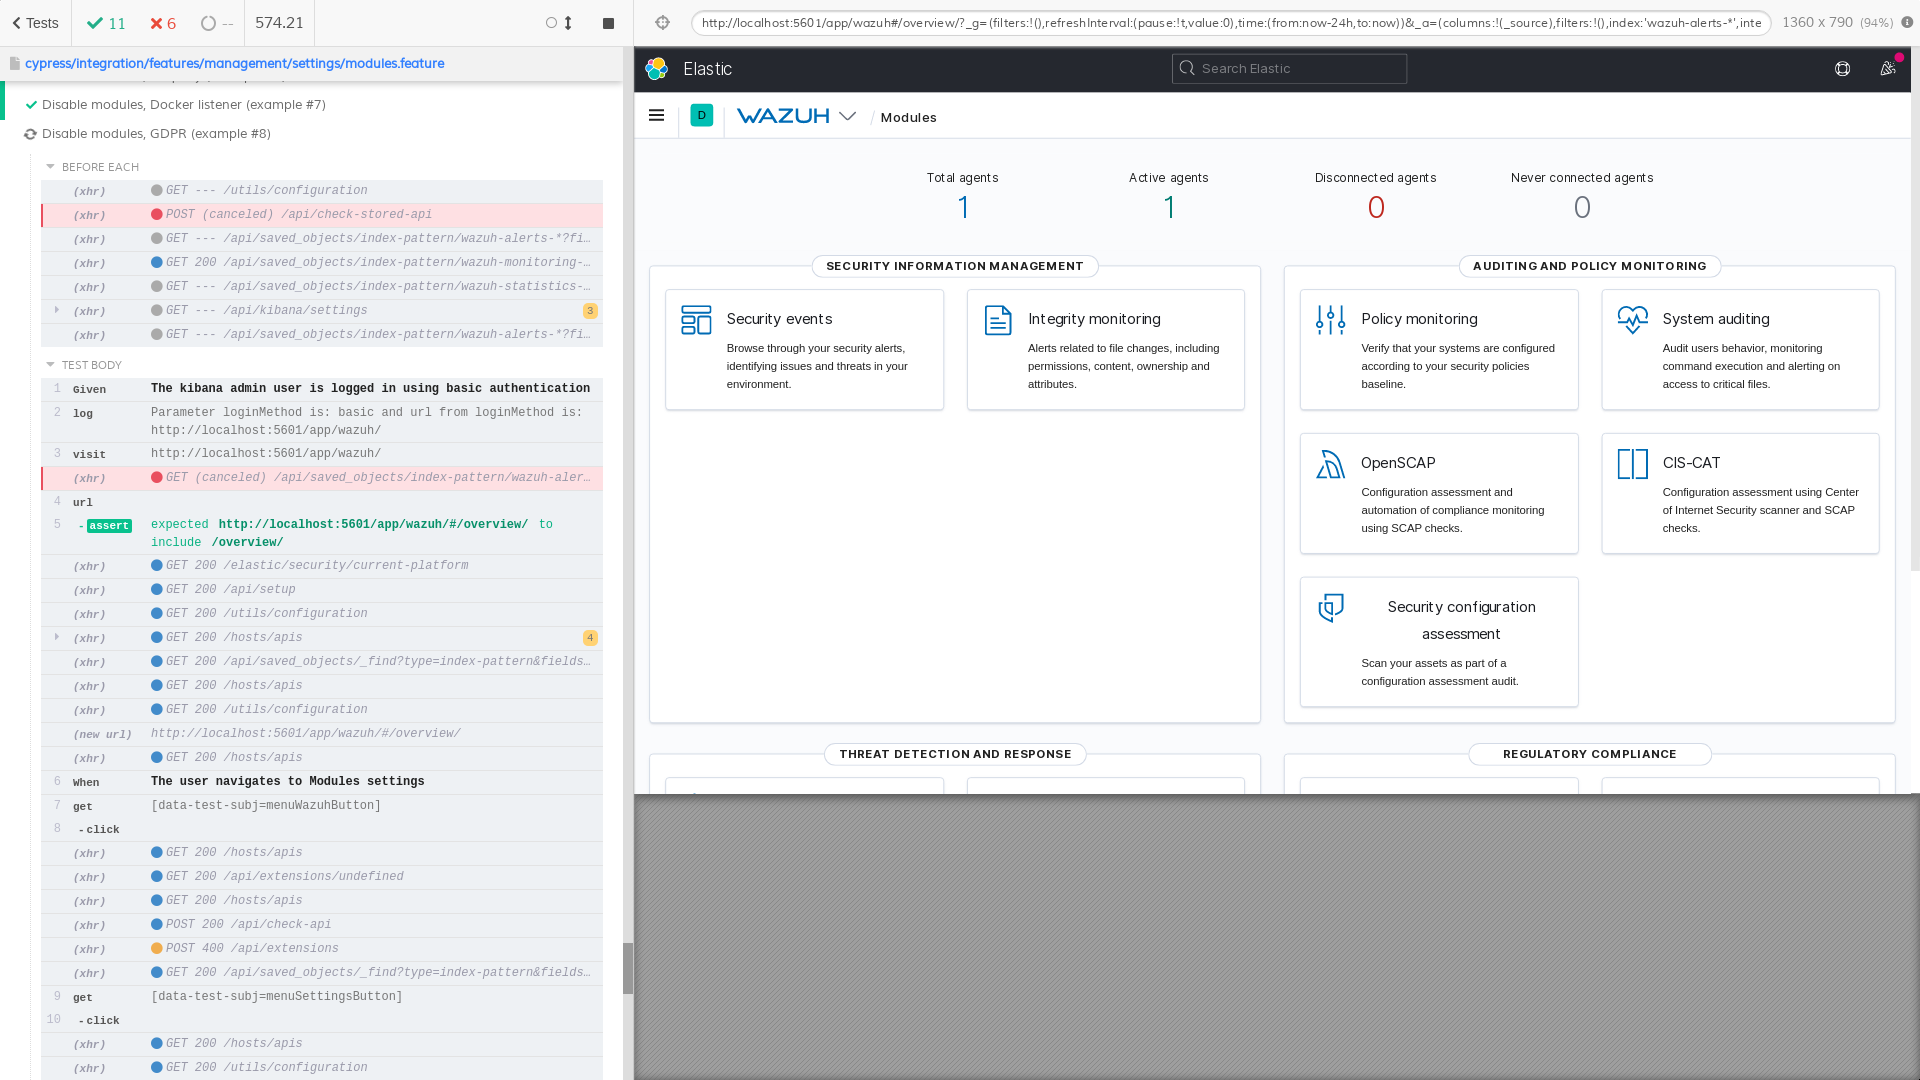 Tests
11
6
--
574.21
http://localhost:5601/app/wazuh#/overview/?_g=(filters:!(),refreshInterval:(pause:!t,value:0),time:(from:now-24h,to:now))&_a=(columns:!(_source),filters:!(),index:'wazuh-alerts-*',inte
1360 x 790 (94%)
cypress/integration/features/management/settings/modules.feature
Disable modules, Docker listener (example #7)
Disable modules, GDPR (example #8)
BEFORE EACH
(xhr) GET --- /utils/configuration
(xhr) POST (canceled) /api/check-stored-api
(xhr) GET --- /api/saved_objects/index-pattern/wazuh-alerts-*?fi…
(xhr) GET 200 /api/saved_objects/index-pattern/wazuh-monitoring-…
(xhr) GET --- /api/saved_objects/index-pattern/wazuh-statistics-…
(xhr) GET --- /api/kibana/settings 3
(xhr) GET --- /api/saved_objects/index-pattern/wazuh-alerts-*?fi…
TEST BODY
1 Given The kibana admin user is logged in using basic authentication
2 log Parameter loginMethod is: basic and url from loginMethod is:
http://localhost:5601/app/wazuh/
3 visit http://localhost:5601/app/wazuh/
(xhr) GET (canceled) /api/saved_objects/index-pattern/wazuh-aler…
4 url
5 -assert expected http://localhost:5601/app/wazuh/#/overview/ to
include /overview/
(xhr) GET 200 /elastic/security/current-platform
(xhr) GET 200 /api/setup
(xhr) GET 200 /utils/configuration
(xhr) GET 200 /hosts/apis 4
(xhr) GET 200 /api/saved_objects/_find?type=index-pattern&fields…
(xhr) GET 200 /hosts/apis
(xhr) GET 200 /utils/configuration
(new url) http://localhost:5601/app/wazuh/#/overview/
(xhr) GET 200 /hosts/apis
6 When The user navigates to Modules settings
7 get [data-test-subj=menuWazuhButton]
8 -click
(xhr) GET 200 /hosts/apis
(xhr) GET 200 /api/extensions/undefined
(xhr) GET 200 /hosts/apis
(xhr) POST 200 /api/check-api
(xhr) POST 400 /api/extensions
(xhr) GET 200 /api/saved_objects/_find?type=index-pattern&fields…
9 get [data-test-subj=menuSettingsButton]
10 -click
(xhr) GET 200 /hosts/apis
(xhr) GET 200 /utils/configuration
Elastic
Search Elastic
D
WAZUH
/ Modules
Total agents
1
Active agents
1
Disconnected agents
0
Never connected agents
0
SECURITY INFORMATION MANAGEMENT
Security events
Browse through your security alerts,
identifying issues and threats in your
environment.
Integrity monitoring
Alerts related to file changes, including
permissions, content, ownership and
attributes.
AUDITING AND POLICY MONITORING
Policy monitoring
Verify that your systems are configured
according to your security policies
baseline.
System auditing
Audit users behavior, monitoring
command execution and alerting on
access to critical files.
OpenSCAP
Configuration assessment and
automation of compliance monitoring
using SCAP checks.
CIS-CAT
Configuration assessment using Center
of Internet Security scanner and SCAP
checks.
Security configuration
assessment
Scan your assets as part of a
configuration assessment audit.
THREAT DETECTION AND RESPONSE
REGULATORY COMPLIANCE